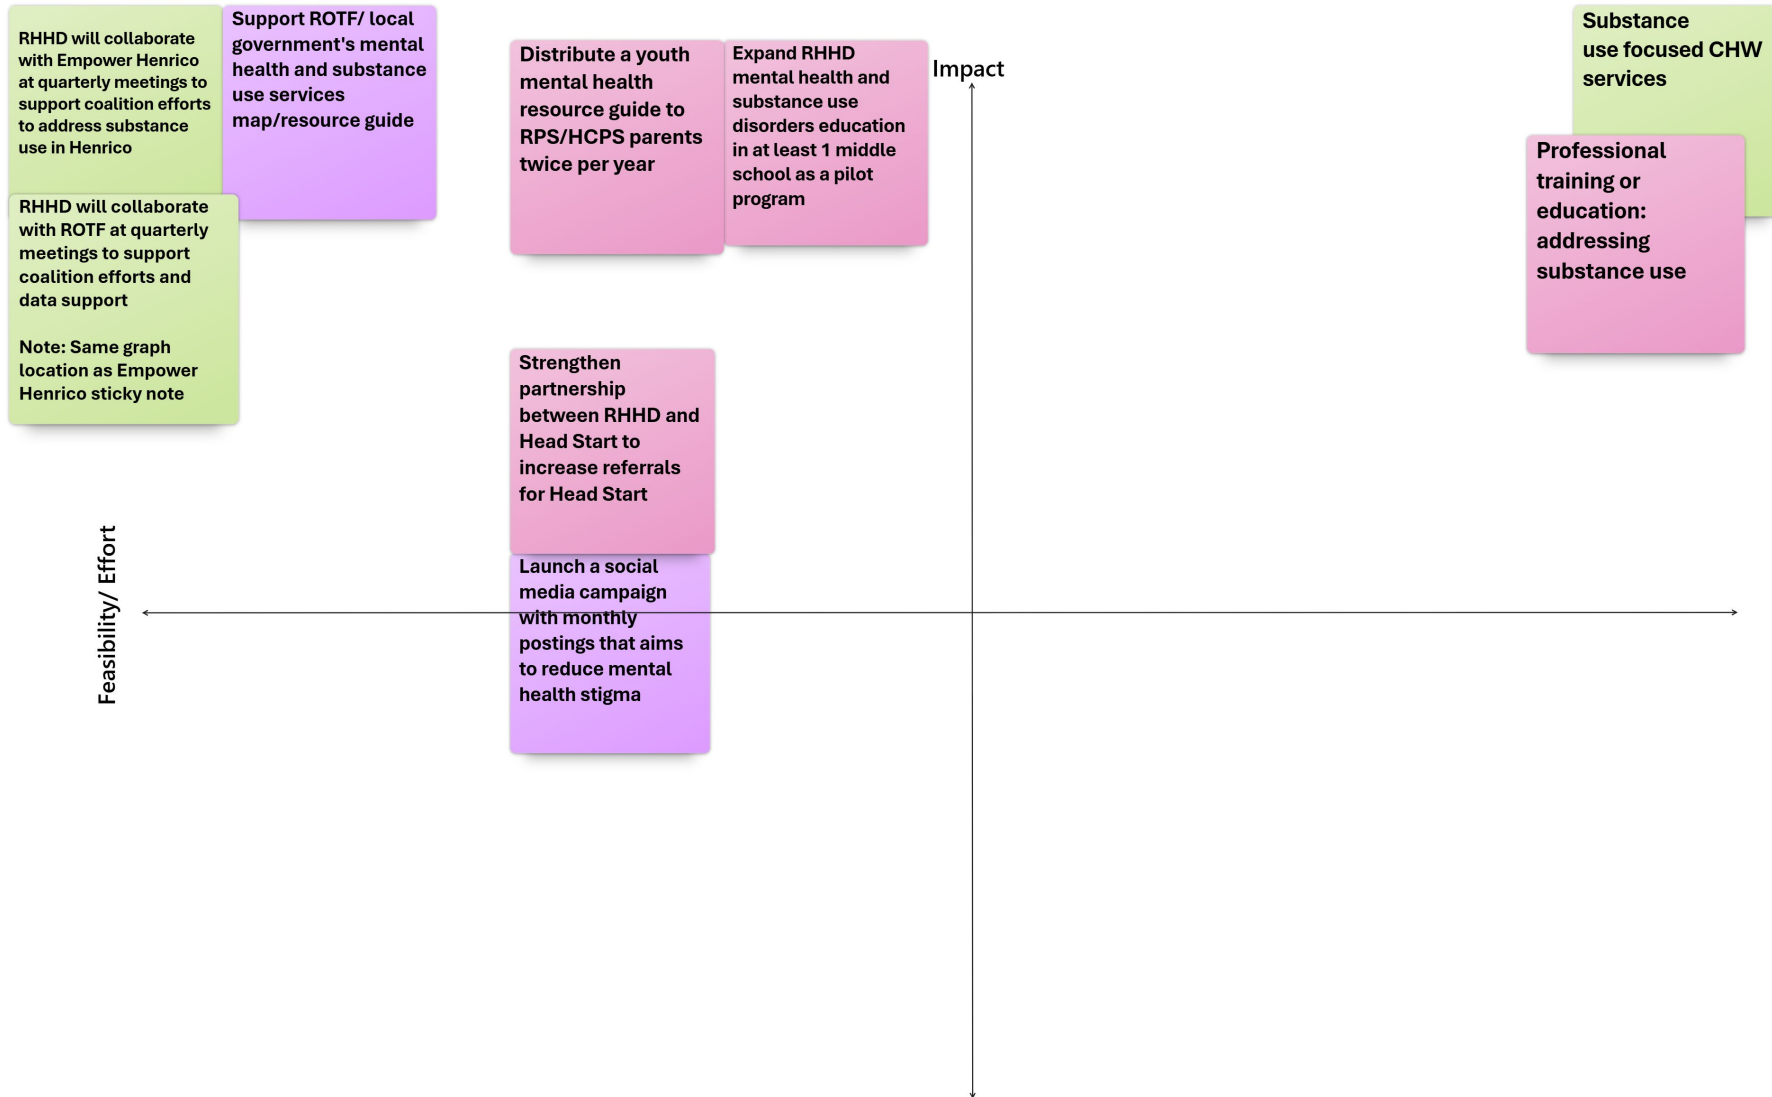 RHHD will collaborate
with Empower Henrico
at quarterly meetings to
support coalition efforts
to address substance
use in Henrico
Support ROTF/ local
government's mental
health and substance
use services
map/resource guide
Distribute a youth
mental health
resource guide to
RPS/HCPS parents
twice per year
Expand RHHD
mental health and
substance use
disorders education
in at least 1 middle
school as a pilot
program
Impact
Substance
use focused CHW
services
Professional
training or
education:
addressing
substance use
RHHD will collaborate
with ROTF at quarterly
meetings to support
coalition efforts and
data support
Note: Same graph
location as Empower
Henrico sticky note
Strengthen
partnership
between RHHD and
Head Start to
increase referrals
for Head Start
Feasibility/ Effort
Launch a social
media campaign
with monthly
postings that aims
to reduce mental
health stigma